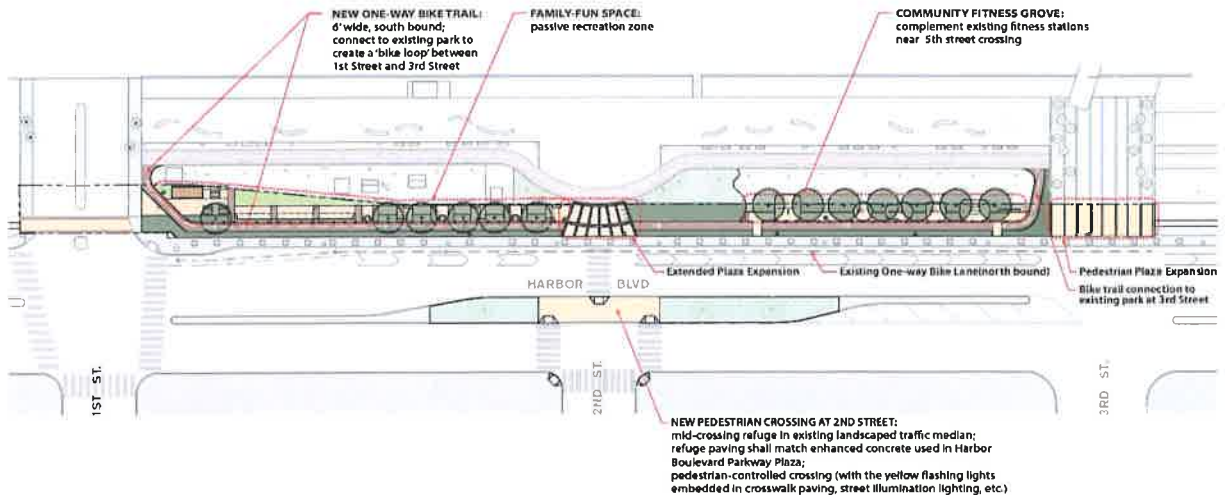 NEW ONE-WAY BIKE TRAIL:
6' wide, south bound;
connect to existing park to
create a 'bike loop' between
1st Street and 3rd Street
FAMILY-FUN SPACE:
passive recreation zone
COMMUNITY FITNESS GROVE:
complement existing fitness stations
near 5th street crossing
Extended Plaza Expansion
Existing One-way Bike Lane(north bound)
Pedestrian Plaza Expansion
Bike trail connection to
existing park at 3rd Street
HARBOR BLVD
1ST ST.
2ND ST.
3RD ST.
NEW PEDESTRIAN CROSSING AT 2ND STREET:
mid-crossing refuge in existing landscaped traffic median;
refuge paving shall match enhanced concrete used in Harbor
Boulevard Parkway Plaza;
pedestrian-controlled crossing (with the yellow flashing lights
embedded in crosswalk paving, street illumination lighting, etc.)